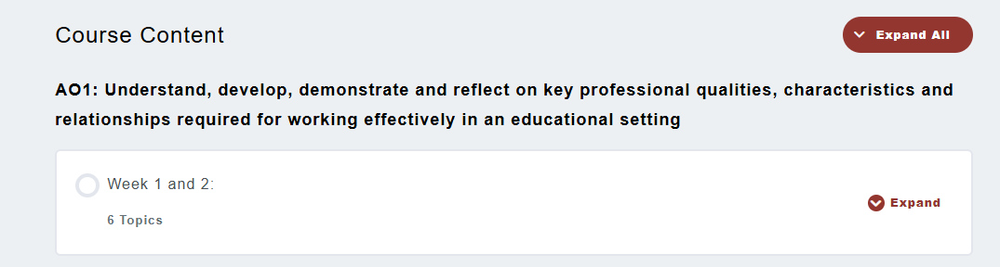 Course Content
Expand All
AO1: Understand, develop, demonstrate and reflect on key professional qualities, characteristics and
relationships required for working effectively in an educational setting
Week 1 and 2:
Expand
6 Topics